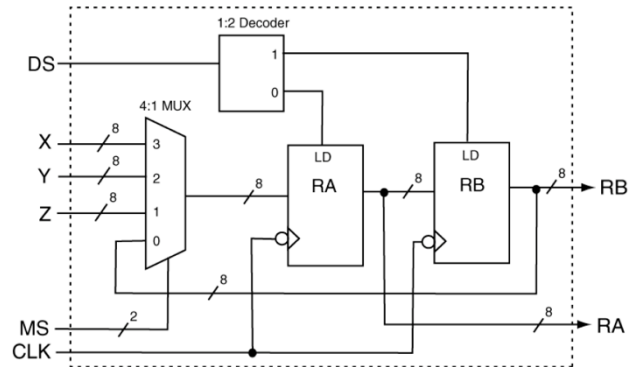 1:2 Decoder
DS
1
0
4:1 MUX
X 8 3
Y 8 2
Z 8 1
0
8
LD
RA
8
LD
RB
8
RB
8
MS 2
8
RA
CLK